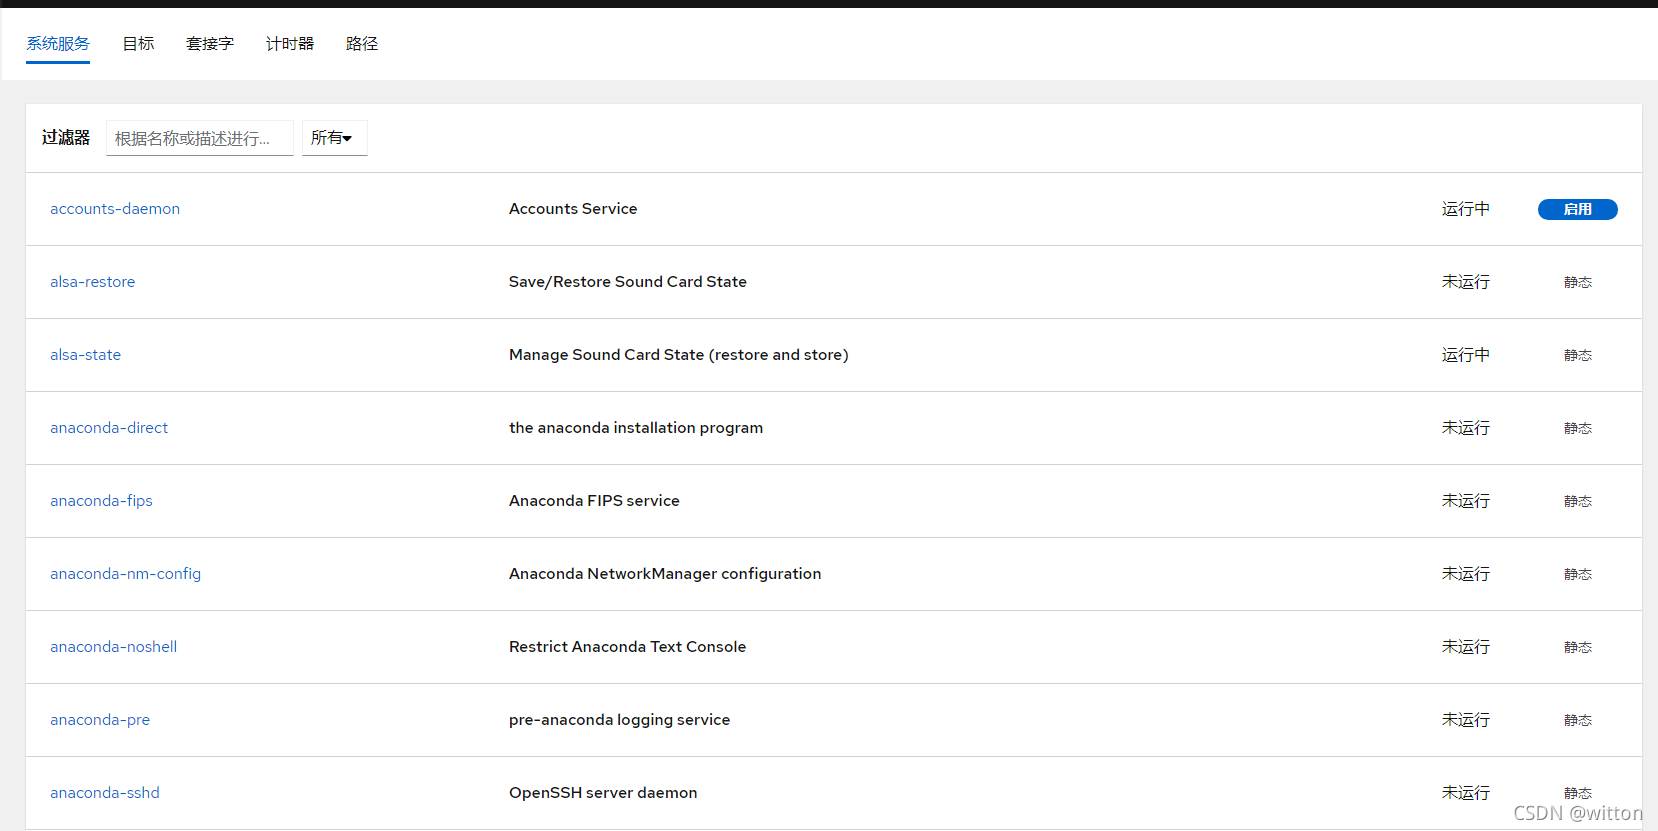 系统服务 目标 套接字 计时器 路径
过滤器 根据名称或描述进行... 所有
accounts-daemon Accounts Service 运行中 启用
alsa-restore Save/Restore Sound Card State 未运行 静态
alsa-state Manage Sound Card State (restore and store) 运行中 静态
anaconda-direct the anaconda installation program 未运行 静态
anaconda-fips Anaconda FIPS service 未运行 静态
anaconda-nm-config Anaconda NetworkManager configuration 未运行 静态
anaconda-noshell Restrict Anaconda Text Console 未运行 静态
anaconda-pre pre-anaconda logging service 未运行 静态
anaconda-sshd OpenSSH server daemon 未运行 静态
CSDN @witton